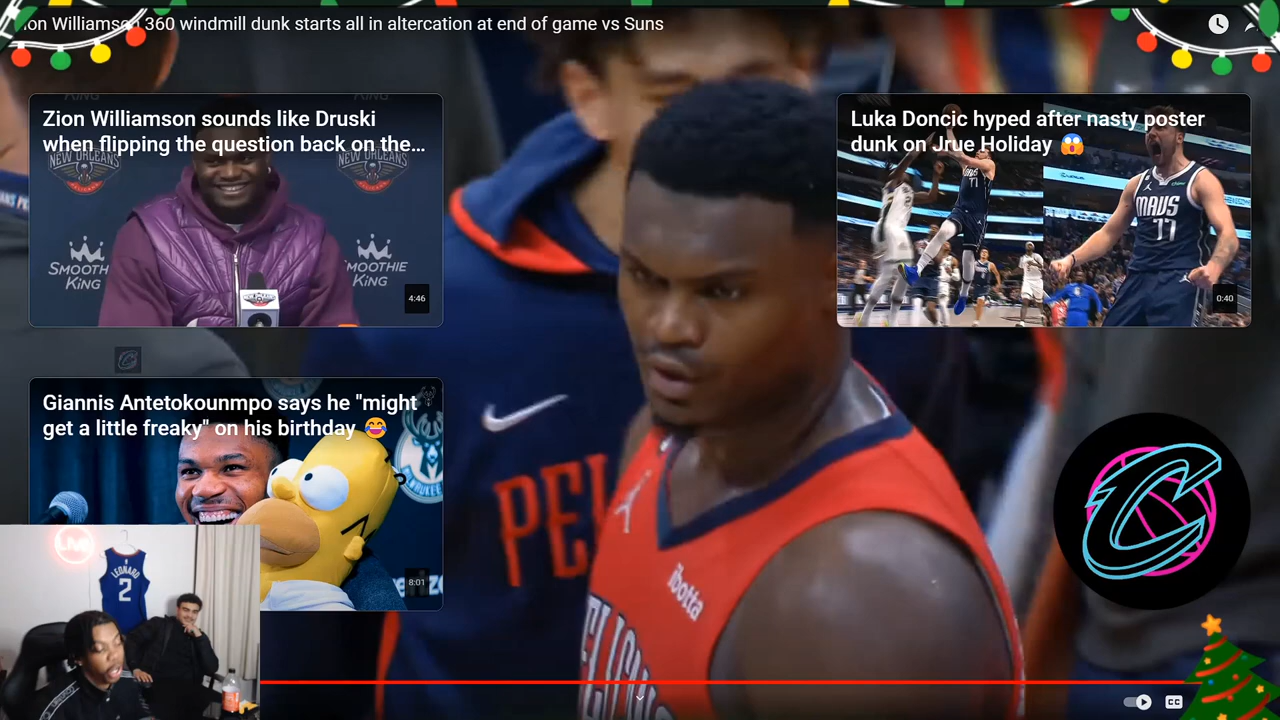 ion Williamson 360 windmill dunk starts all in altercation at end of game vs Suns
Zion Williamson sounds like Druski
when flipping the question back on the…
NEW ORLEANS
SMOOTHIE
KING
SMOOTHIE
KING
4:46
Luka Doncic hyped after nasty poster
dunk on Jrue Holiday 😱
MAVS
77
0:40
Giannis Antetokounmpo says he "might
get a little freaky" on his birthday 😂
8:01
PEL
ibotta
LIVE
LEONARD
2
CC